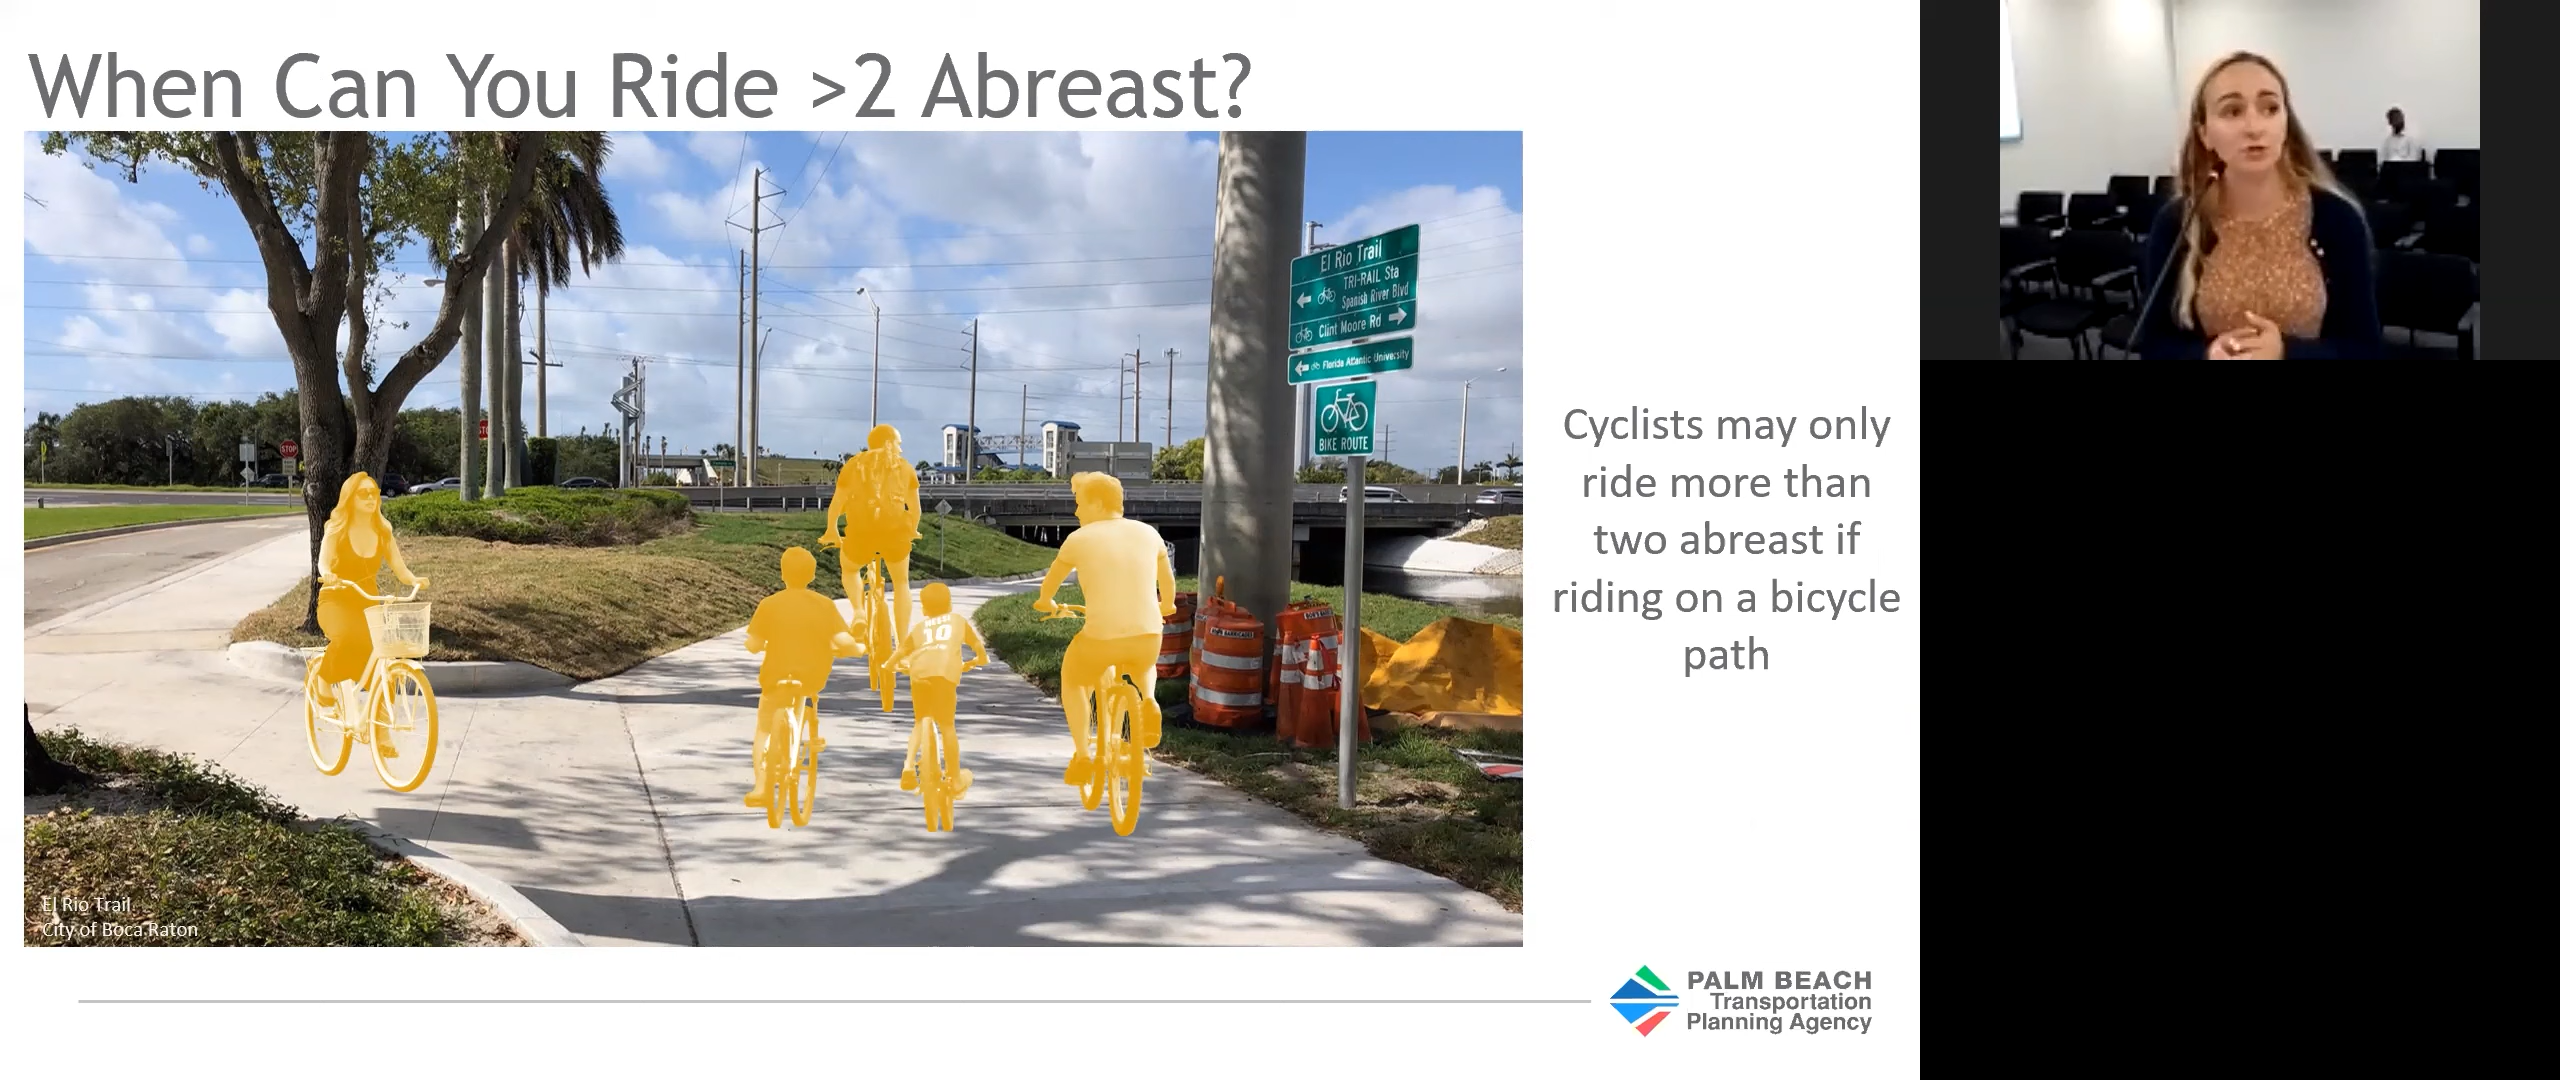 When Can You Ride >2 Abreast?
El Rio Trail
TRI-RAIL Sta
Spanish River Blvd
Clint Moore Rd
Florida Atlantic University
BIKE ROUTE
STOP
MESSI
10
Cyclists may only
ride more than
two abreast if
riding on a bicycle
path
El Rio Trail
City of Boca Raton
PALM BEACH
Transportation
Planning Agency